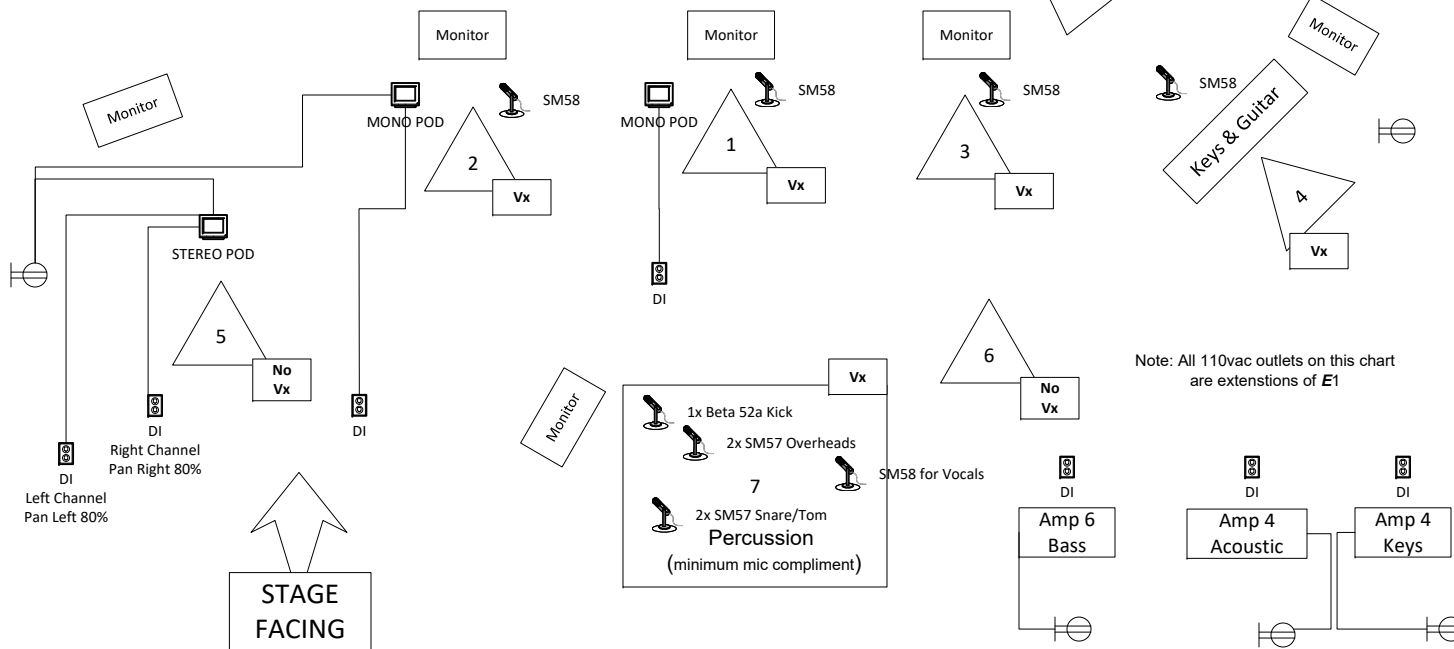 Monitor
Monitor
Monitor
Monitor
Monitor
SM58
SM58
SM58
SM58
MONO POD
MONO POD
Keys & Guitar
2
1
3
4
Vx
Vx
Vx
Vx
STEREO POD
DI
5
No
Vx
6
No
Vx
Note: All 110vac outlets on this chart
are extenstions of E1
Monitor
Vx
1x Beta 52a Kick
2x SM57 Overheads
SM58 for Vocals
7
2x SM57 Snare/Tom
Percussion
(minimum mic compliment)
DI
Right Channel
Pan Right 80%
DI
DI
Left Channel
Pan Left 80%
DI
DI
DI
Amp 6
Bass
Amp 4
Acoustic
Amp 4
Keys
STAGE
FACING